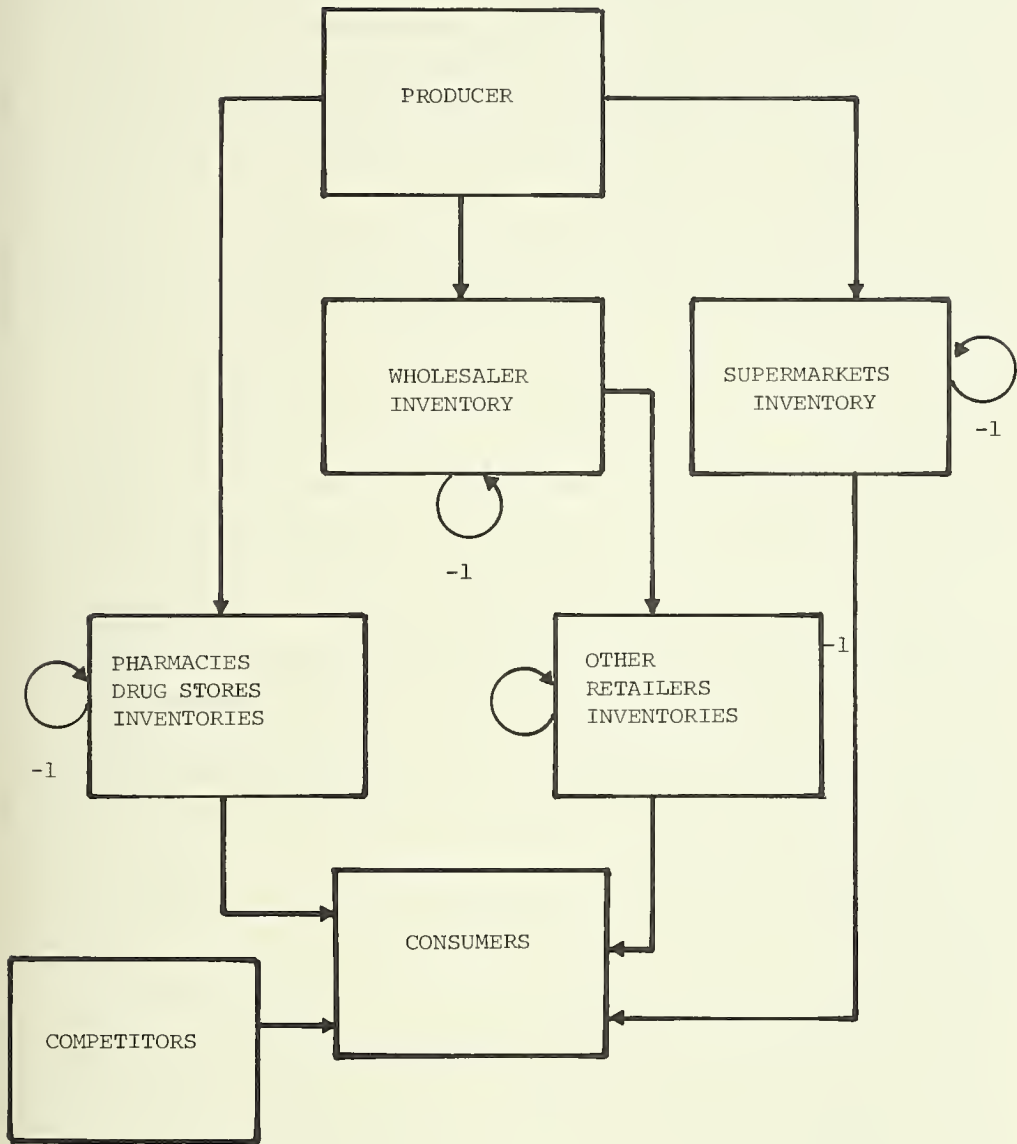 PRODUCER
WHOLESALER
INVENTORY
SUPERMARKETS
INVENTORY
-1
-1
PHARMACIES
DRUG STORES
INVENTORIES
-1
OTHER
RETAILERS
INVENTORIES
-1
CONSUMERS
COMPETITORS